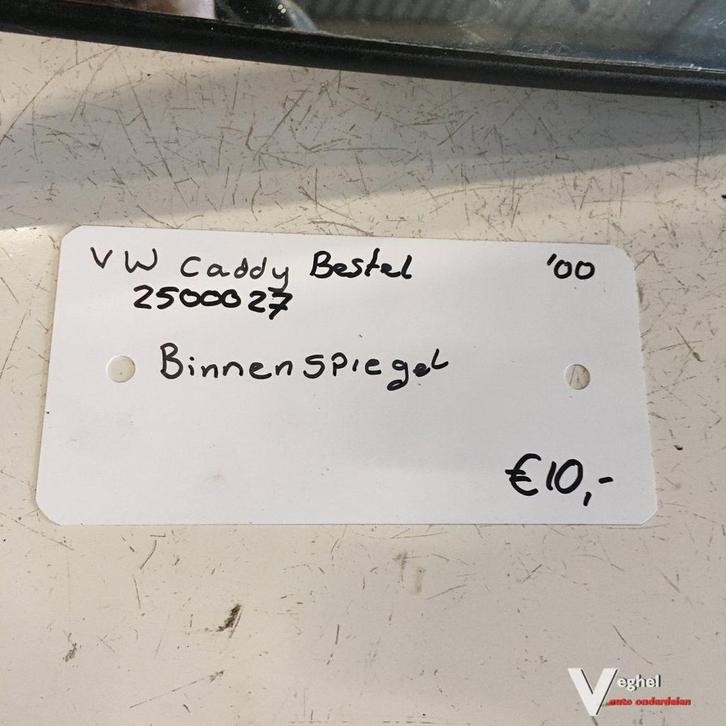 VW Caddy Bestel '00
2500027
Binnenspiegel
€10,-
Veghel
auto onderdelen